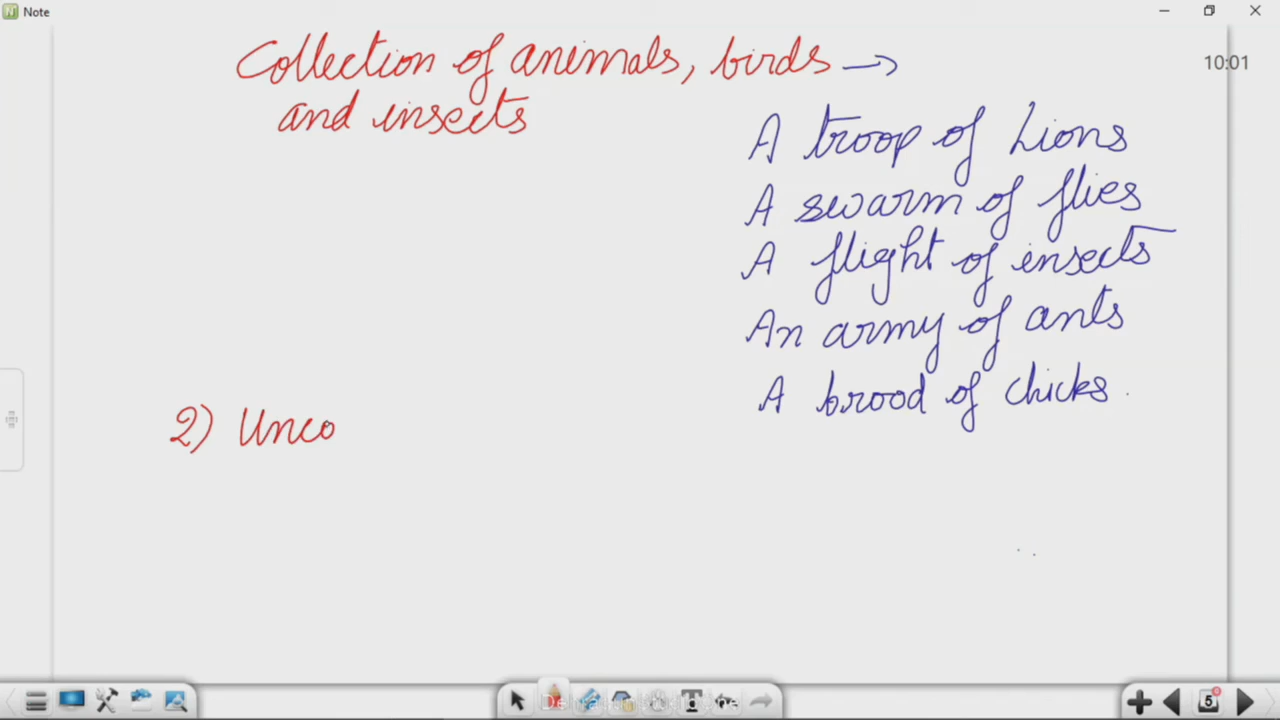 Note
10:01
Collection of animals, birds →
and insects
A troop of Lions
A swarm of flies
A flight of insects
An army of ants
A brood of chicks.
2) Unco
5